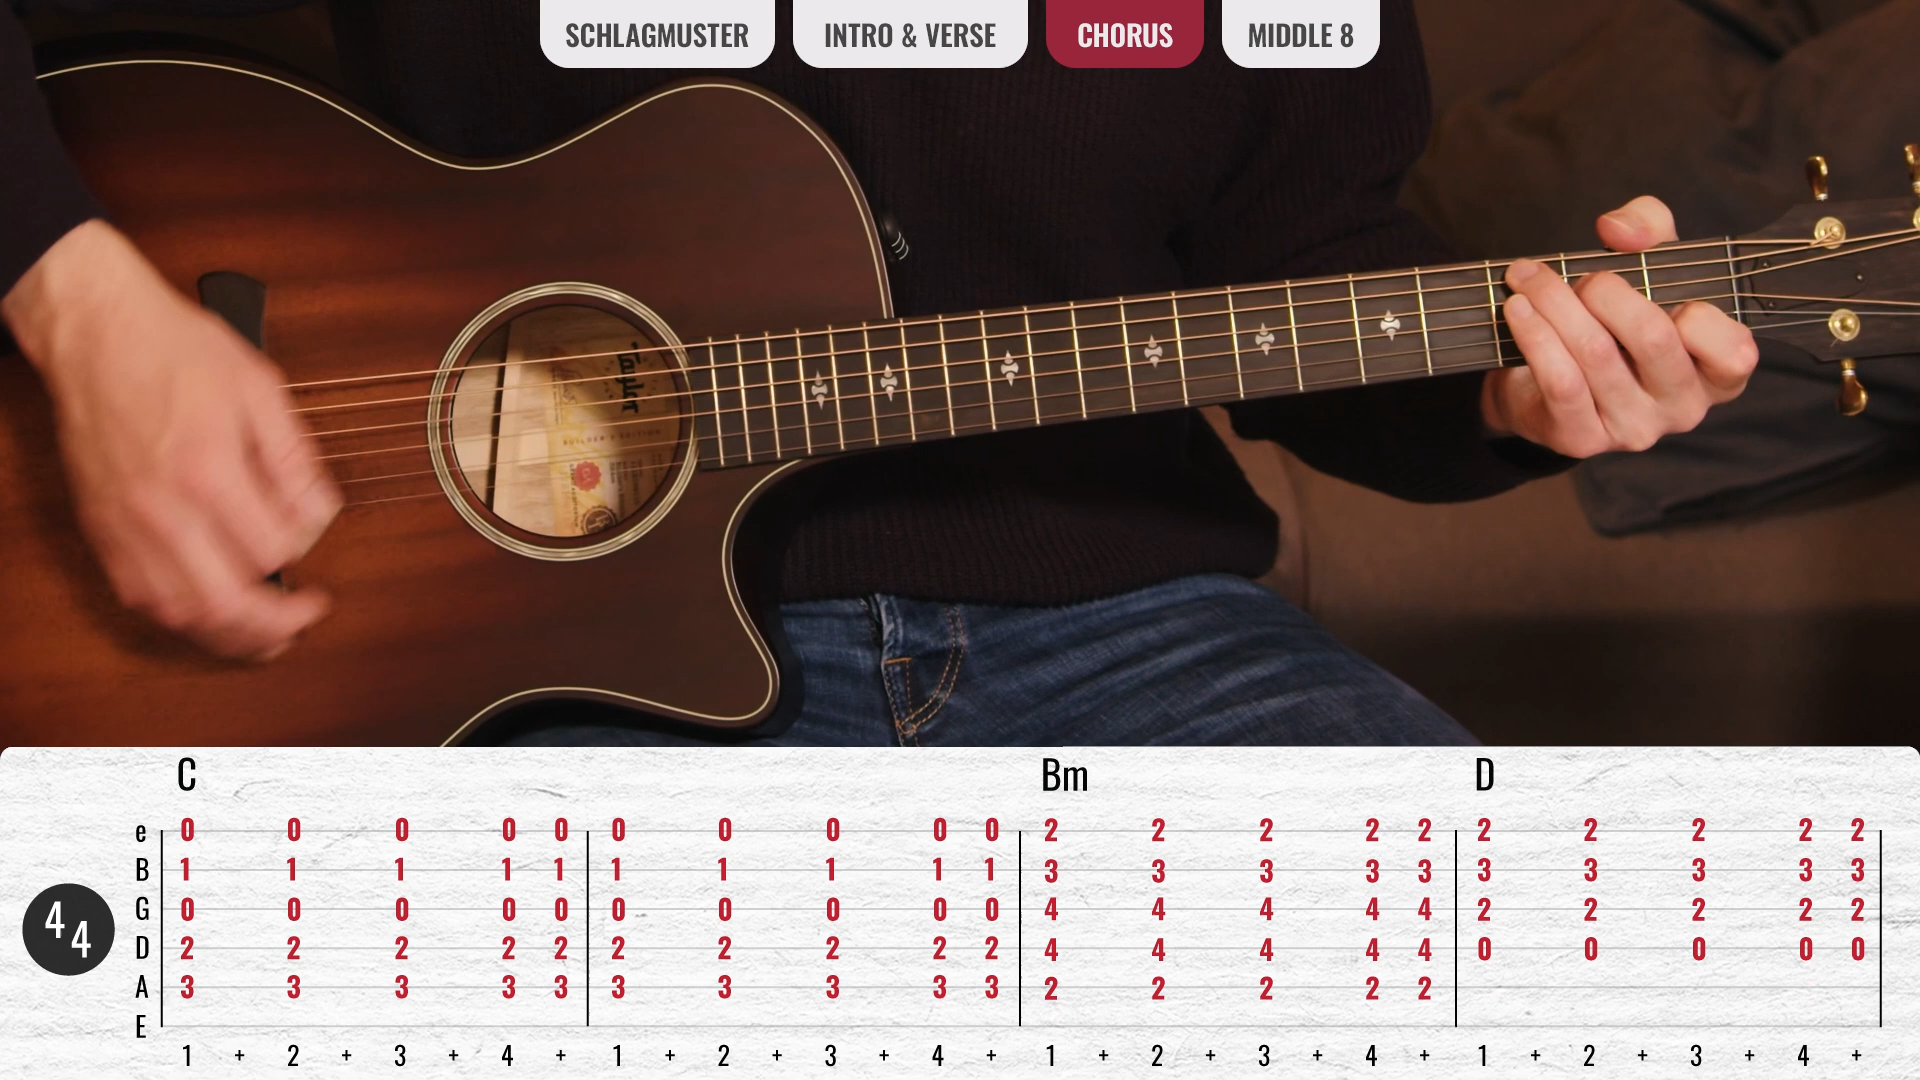 SCHLAGMUSTER INTRO & VERSE CHORUS MIDDLE 8
Taylor
BUILDER'S EDITION
C Bm D
e 0 0 0 0 0 0 0 0 0 0 2 2 2 2 2 2 2 2 2 2
B 1 1 1 1 1 1 1 1 1 1 3 3 3 3 3 3 3 3 3 3
G 0 0 0 0 0 0 0 0 0 0 4 4 4 4 4 2 2 2 2 2
4 4
D 2 2 2 2 2 2 2 2 2 2 4 4 4 4 4 0 0 0 0 0
A 3 3 3 3 3 3 3 3 3 3 2 2 2 2 2
E
1 + 2 + 3 + 4 + 1 + 2 + 3 + 4 + 1 + 2 + 3 + 4 + 1 + 2 + 3 + 4 +